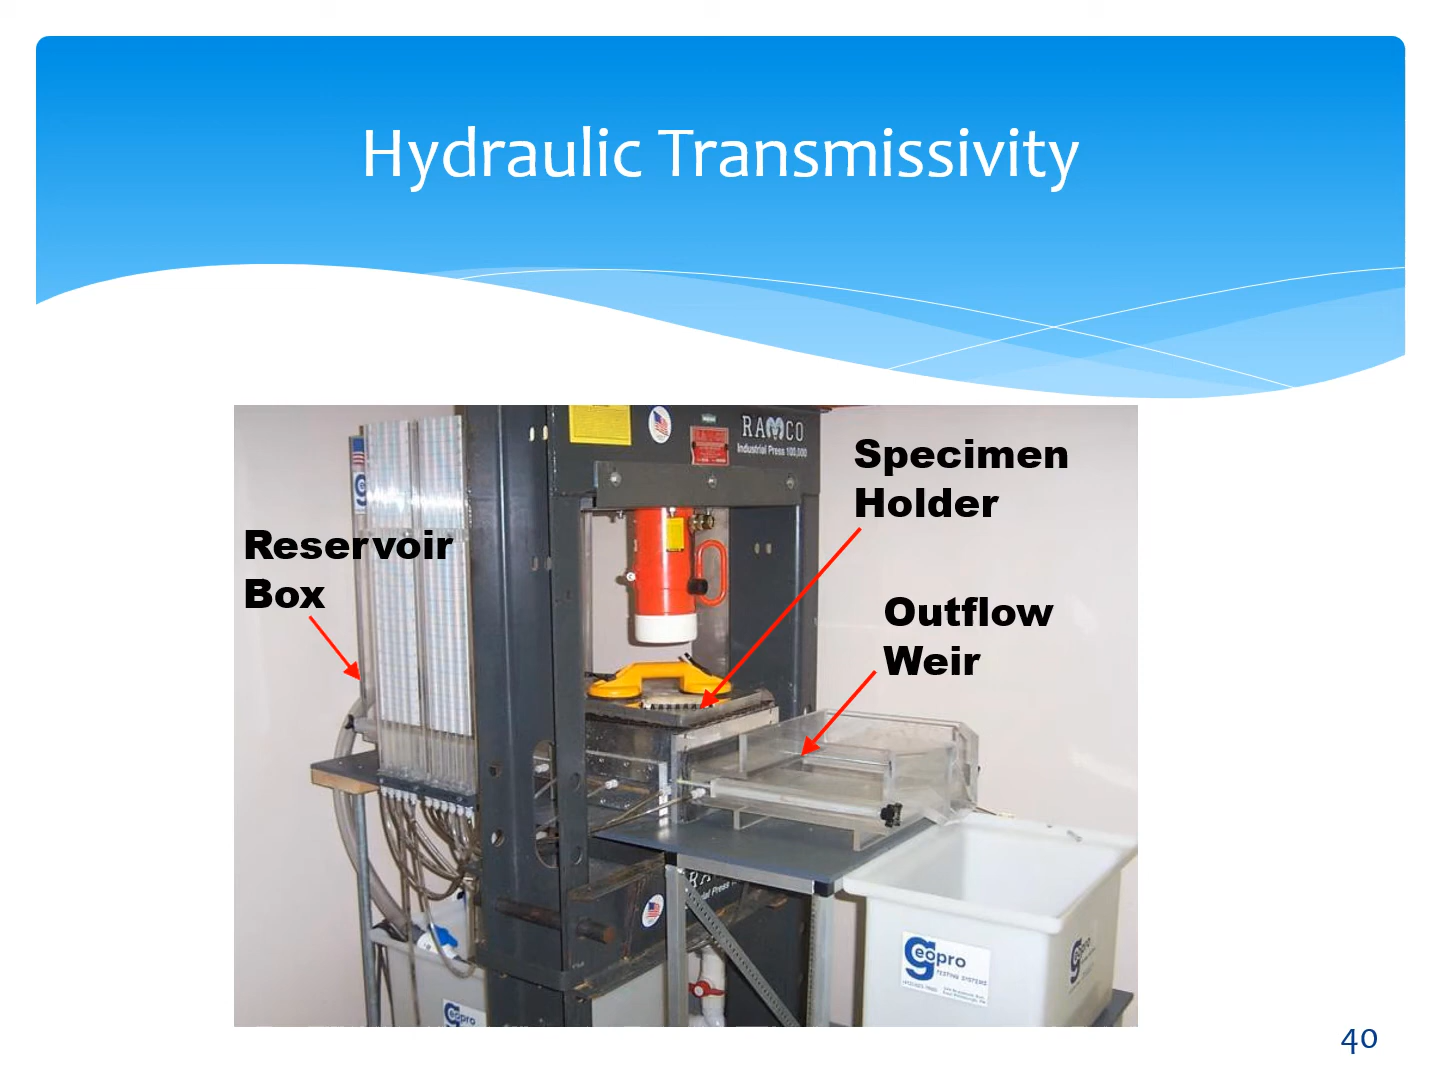 Hydraulic Transmissivity
RAMCO
Industrial Press 100,000
Specimen
Holder
Reservoir
Box
Outflow
Weir
geopro
TESTING SYSTEMS
geopro
40